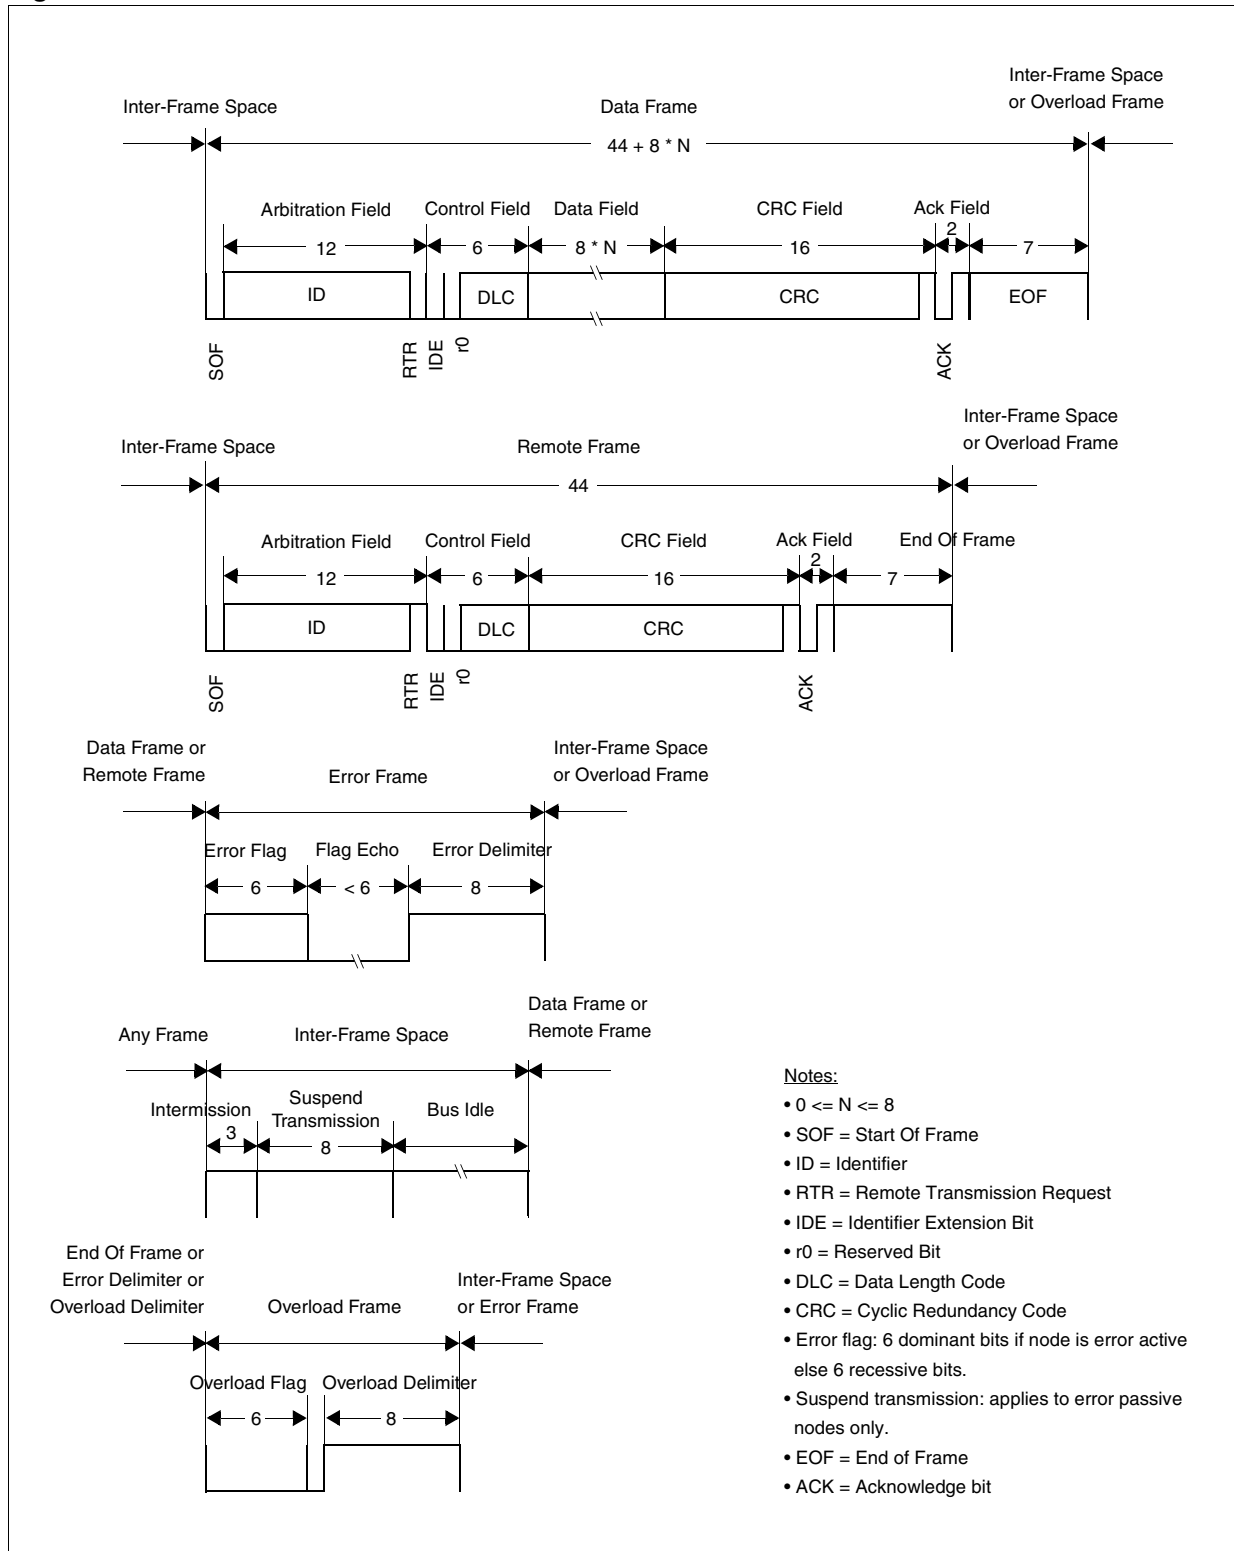 Inter-Frame Space
Data Frame
Inter-Frame Space
or Overload Frame
44 + 8 * N
Arbitration Field
Control Field
Data Field
CRC Field
Ack Field
12
6
8 * N
16
2
7
ID
DLC
CRC
EOF
SOF
RTR
IDE
r0
ACK
Inter-Frame Space
Remote Frame
Inter-Frame Space
or Overload Frame
44
Arbitration Field
Control Field
CRC Field
Ack Field
End Of Frame
12
6
16
2
7
ID
DLC
CRC
SOF
RTR
IDE
r0
ACK
Data Frame or
Remote Frame
Error Frame
Inter-Frame Space
or Overload Frame
Error Flag
Flag Echo
Error Delimiter
6
< 6
8
Any Frame
Inter-Frame Space
Data Frame or
Remote Frame
Intermission
3
Suspend
Transmission
8
Bus Idle
End Of Frame or
Error Delimiter or
Overload Delimiter
Overload Frame
Inter-Frame Space
or Error Frame
Overload Flag
Overload Delimiter
6
8
Notes:
• 0 <= N <= 8
• SOF = Start Of Frame
• ID = Identifier
• RTR = Remote Transmission Request
• IDE = Identifier Extension Bit
• r0 = Reserved Bit
• DLC = Data Length Code
• CRC = Cyclic Redundancy Code
• Error flag: 6 dominant bits if node is error active
else 6 recessive bits.
• Suspend transmission: applies to error passive
nodes only.
• EOF = End of Frame
• ACK = Acknowledge bit